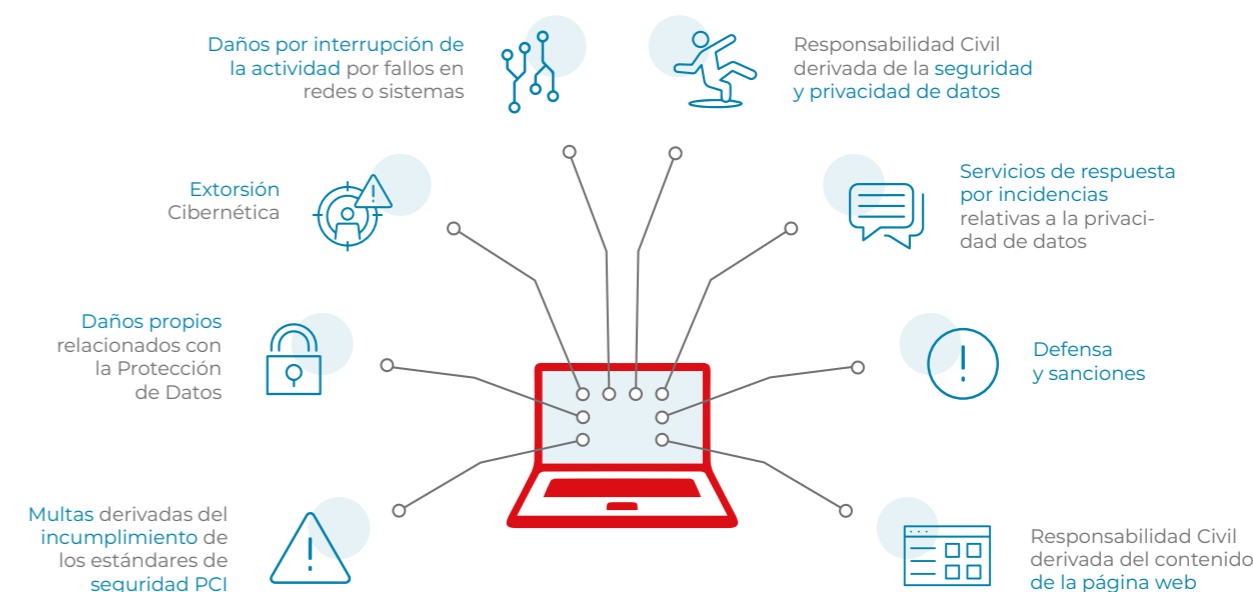 Daños por interrupción de
la actividad por fallos en
redes o sistemas
Responsabilidad Civil
derivada de la seguridad
y privacidad de datos
Extorsión
Cibernética
Servicios de respuesta
por incidencias
relativas a la privaci-
dad de datos
Daños propios
relacionados con
la Protección
de Datos
Defensa
y sanciones
Multas derivadas del
incumplimiento de
los estándares de
seguridad PCI
Responsabilidad Civil
derivada del contenido
de la página web